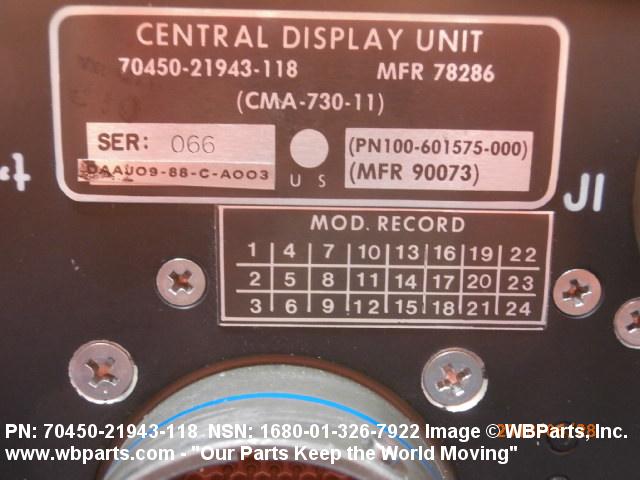 CENTRAL DISPLAY UNIT
70450-21943-118 MFR 78286
(CMA-730-11)
SER: 066
DAAJ09-88-C-A003
U S
(PN100-601575-000)
(MFR 90073)
J1
MOD. RECORD
1 4 7 10 13 16 19 22
2 5 8 11 14 17 20 23
3 6 9 12 15 18 21 24
PN: 70450-21943-118 NSN: 1680-01-326-7922 Image © WBParts, Inc.
www.wbparts.com - "Our Parts Keep the World Moving"